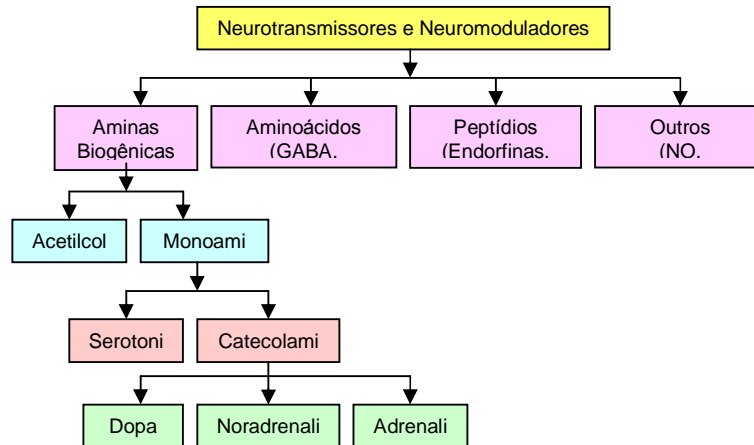 Neurotransmissores e Neuromoduladores
Aminas
Biogênicas
Aminoácidos
(GABA.
Peptídios
(Endorfinas.
Outros
(NO.
Acetilcol
Monoami
Serotoni
Catecolami
Dopa
Noradrenali
Adrenali